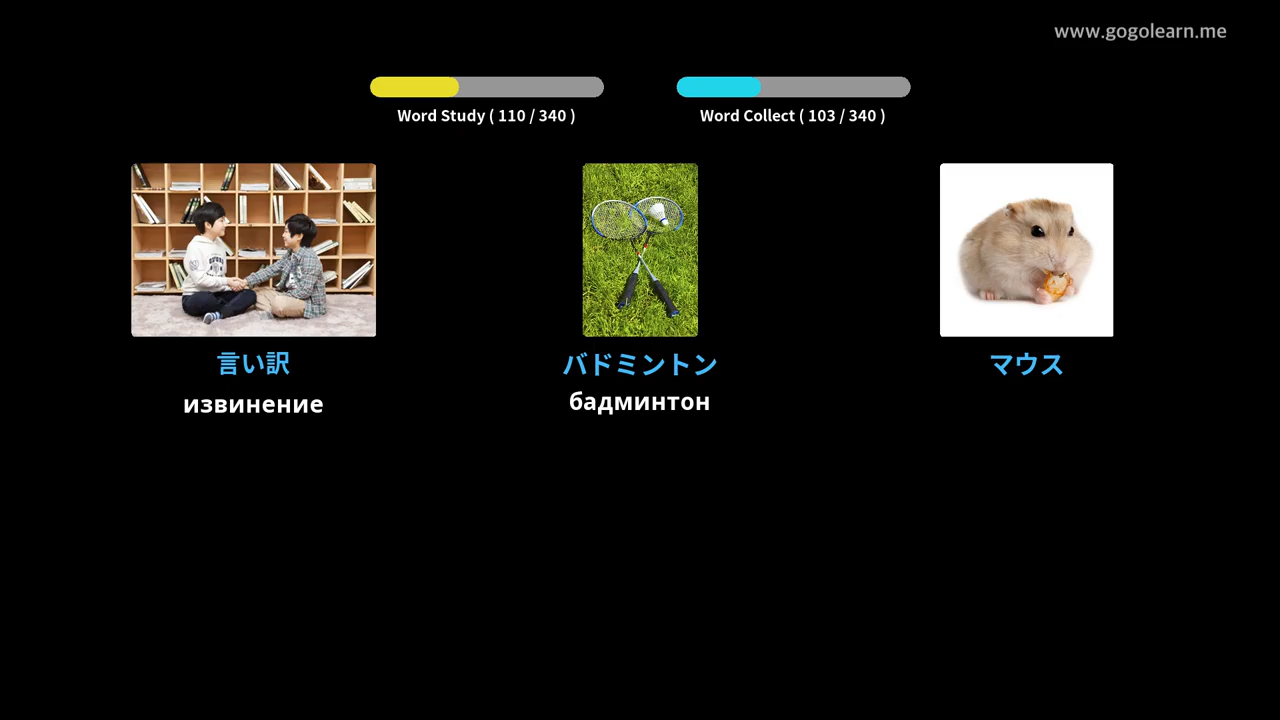 www.gogolearn.me
Word Study ( 110 / 340 )
Word Collect ( 103 / 340 )
言い訳
バドミントン
マウス
извинение
бадминтон